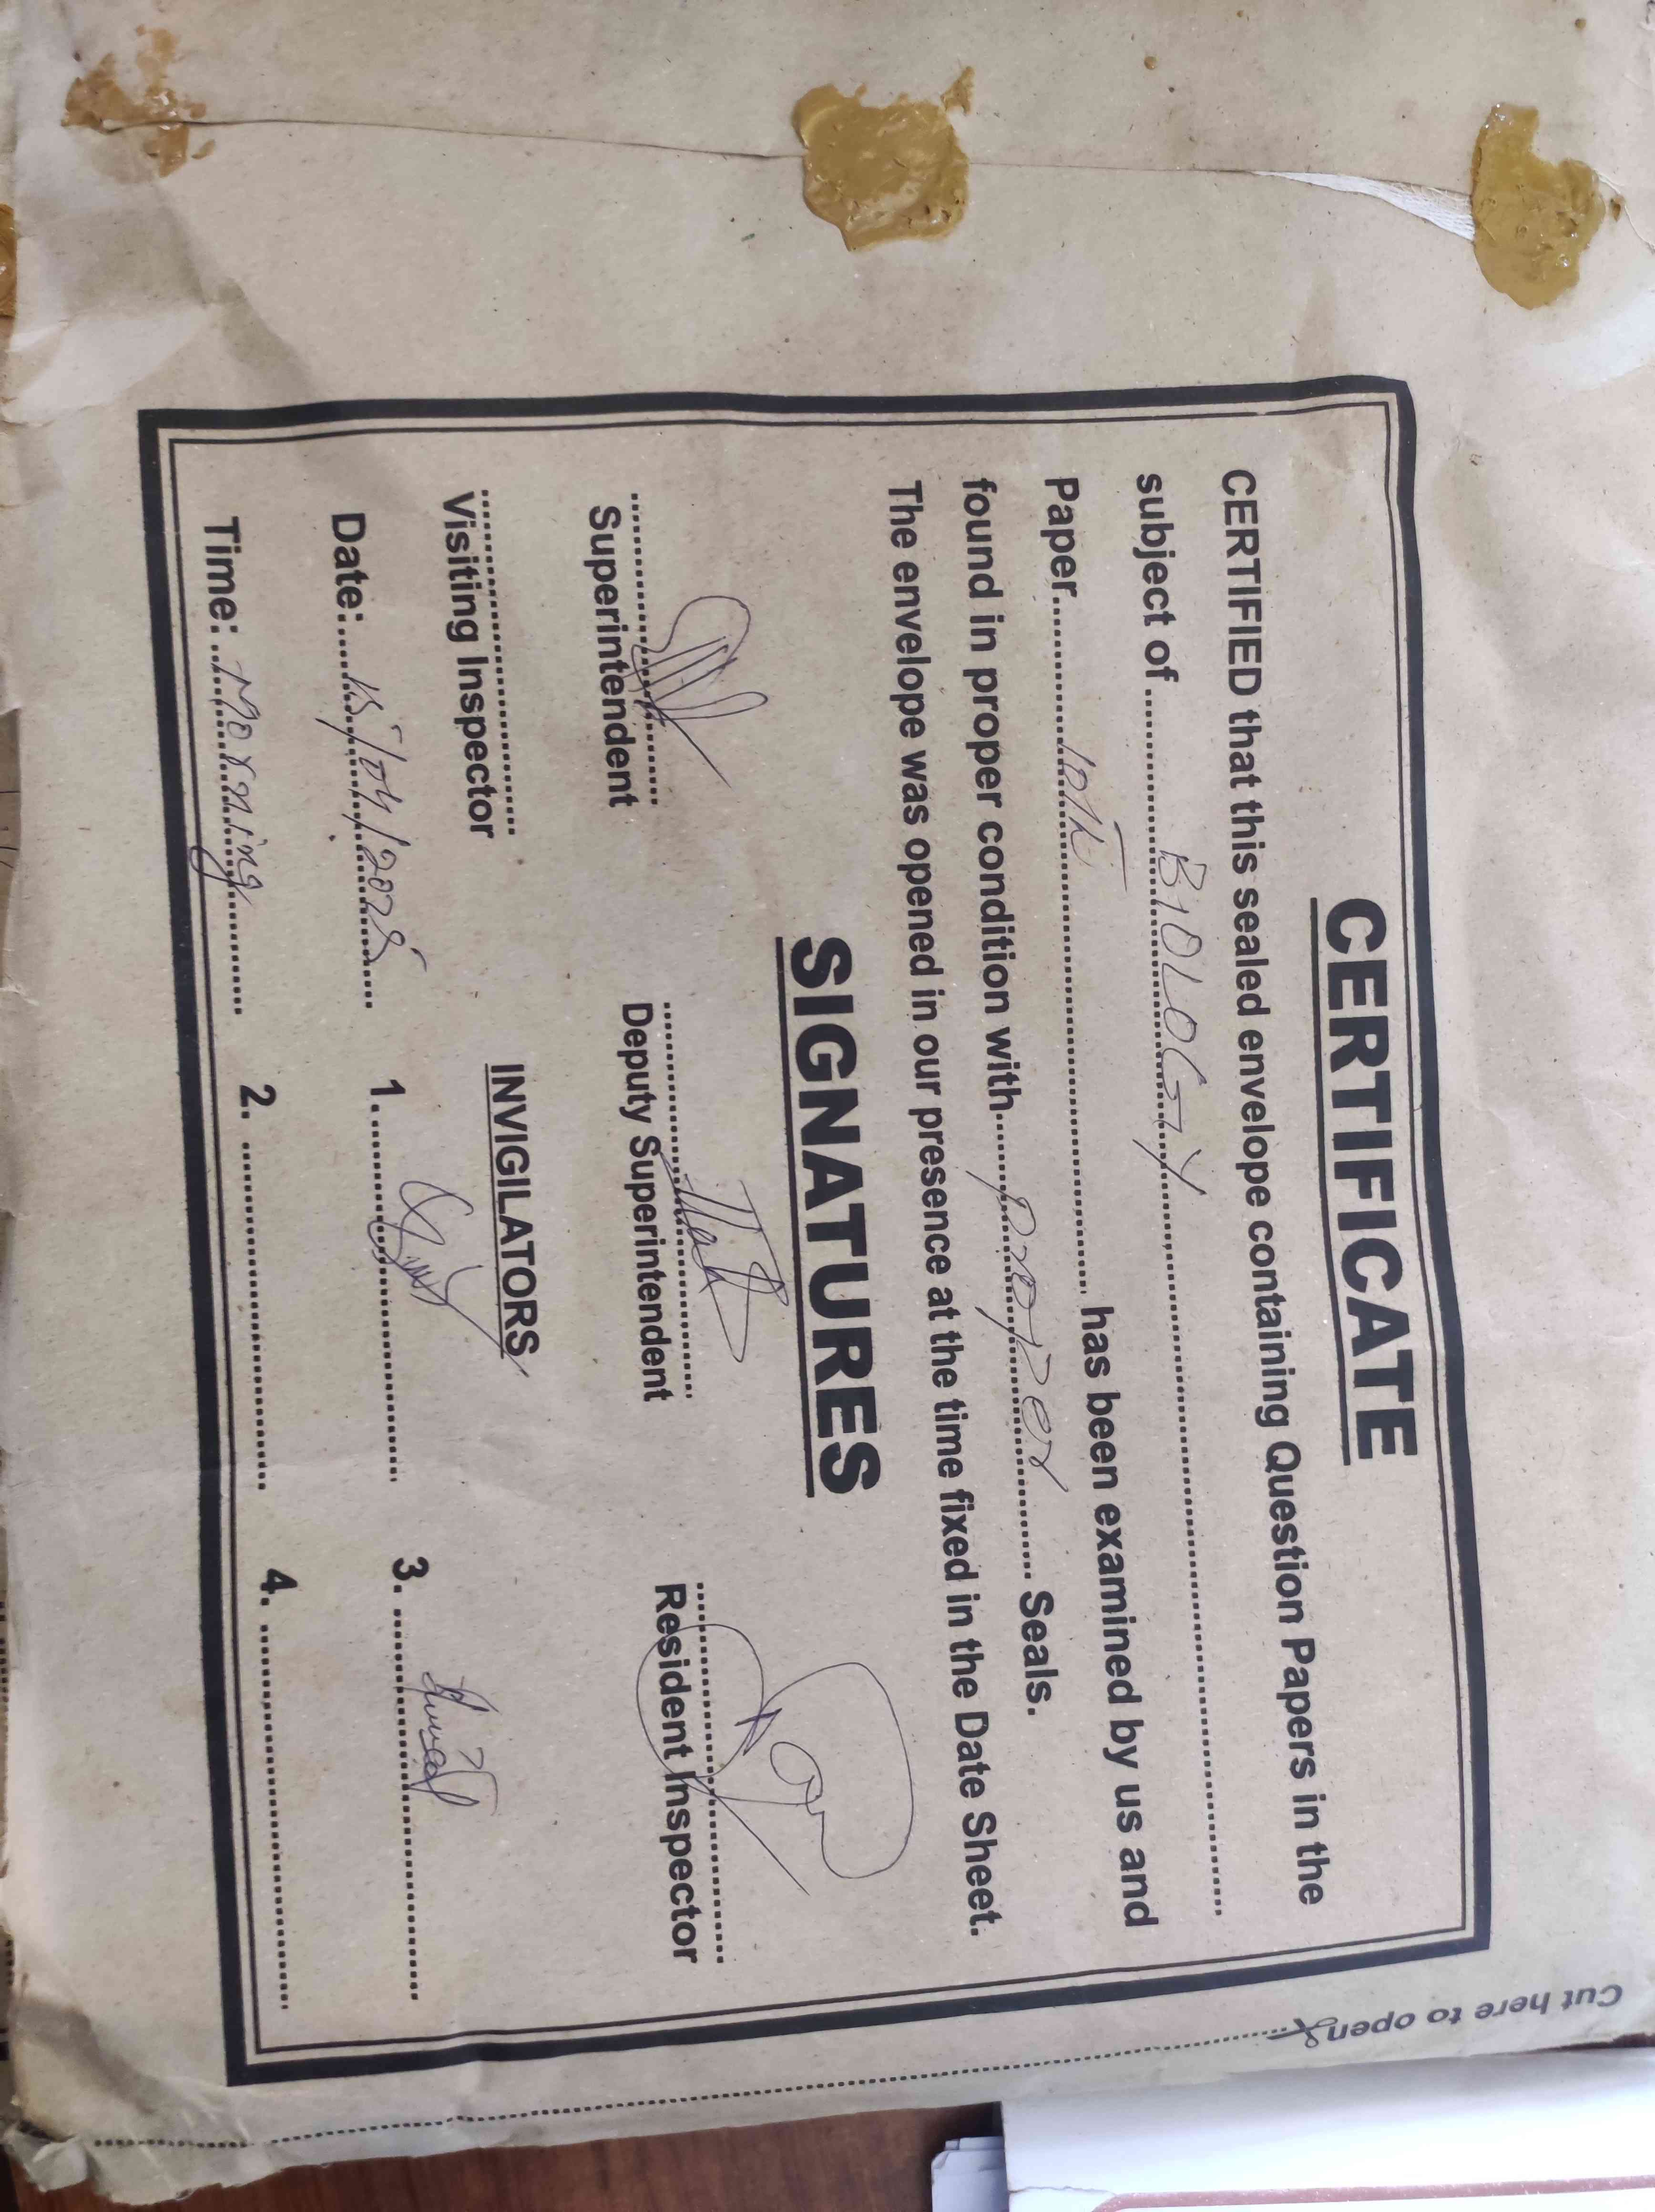 CERTIFICATE
CERTIFIED that this sealed envelope containing Question Papers in the
subject of ........ BIOLOGY ........
Paper........ 10th ........ has been examined by us and
found in proper condition with........ proper ........ Seals.
The envelope was opened in our presence at the time fixed in the Date Sheet.
SIGNATURES
Superintendent Deputy Superintendent Resident Inspector
Visiting Inspector INVIGILATORS
Date:.... 15/04/2025 .... 1. ........ 3. ........
Time: .... Morning .... 2. ........ 4. ........
Cut here to open